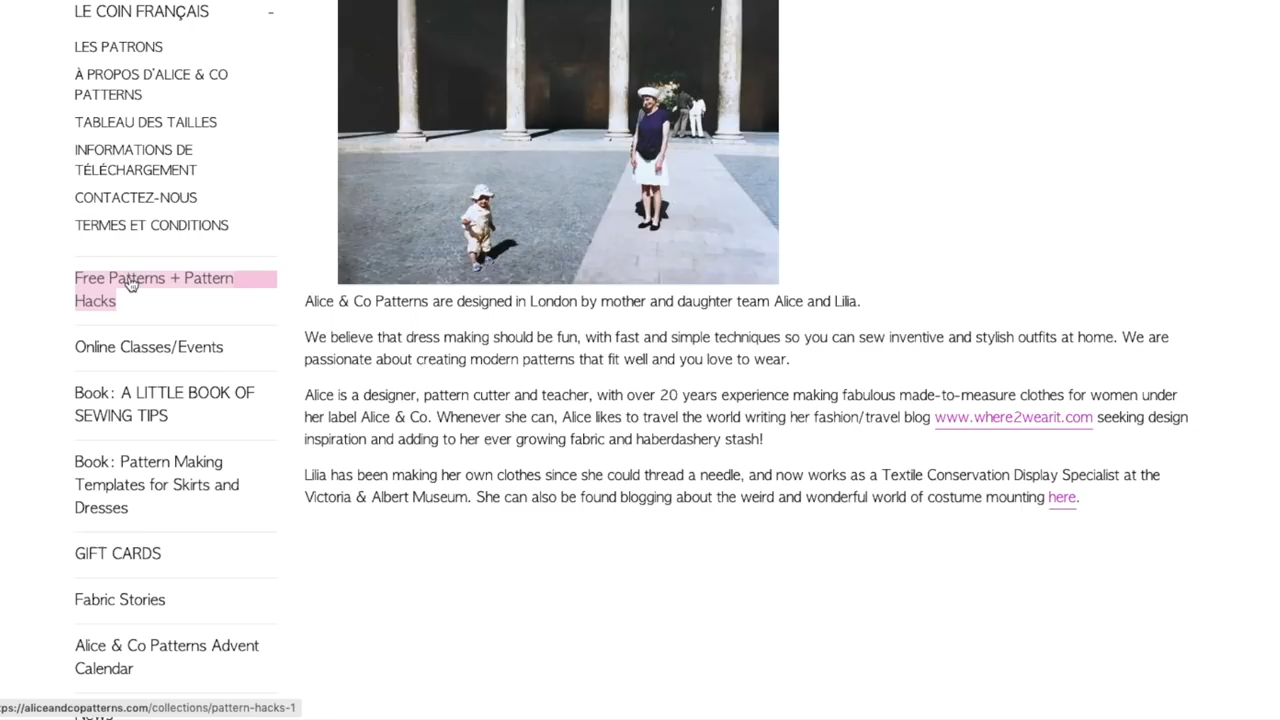 LE COIN FRANÇAIS -
LES PATRONS
À PROPOS D'ALICE & CO
PATTERNS
TABLEAU DES TAILLES
INFORMATIONS DE
TÉLÉCHARGEMENT
CONTACTEZ-NOUS
TERMES ET CONDITIONS
Free Patterns + Pattern
Hacks
Online Classes/Events
Book: A LITTLE BOOK OF
SEWING TIPS
Book: Pattern Making
Templates for Skirts and
Dresses
GIFT CARDS
Fabric Stories
Alice & Co Patterns Advent
Calendar
News
Alice & Co Patterns are designed in London by mother and daughter team Alice and Lilia.
We believe that dress making should be fun, with fast and simple techniques so you can sew inventive and stylish outfits at home. We are
passionate about creating modern patterns that fit well and you love to wear.
Alice is a designer, pattern cutter and teacher, with over 20 years experience making fabulous made-to-measure clothes for women under
her label Alice & Co. Whenever she can, Alice likes to travel the world writing her fashion/travel blog www.where2wearit.com seeking design
inspiration and adding to her ever growing fabric and haberdashery stash!
Lilia has been making her own clothes since she could thread a needle, and now works as a Textile Conservation Display Specialist at the
Victoria & Albert Museum. She can also be found blogging about the weird and wonderful world of costume mounting here.
tps://aliceandcopatterns.com/collections/pattern-hacks-1